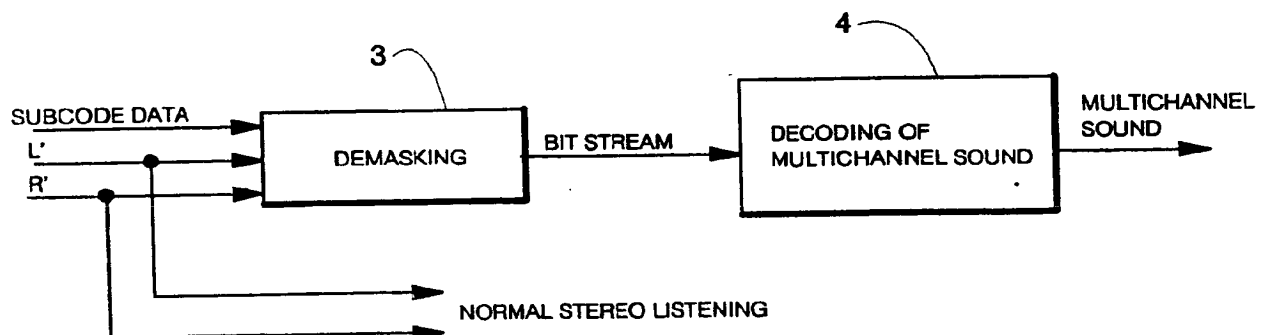 3
4
SUBCODE DATA
L'
R'
DEMASKING
BIT STREAM
DECODING OF
MULTICHANNEL SOUND
MULTICHANNEL
SOUND
NORMAL STEREO LISTENING